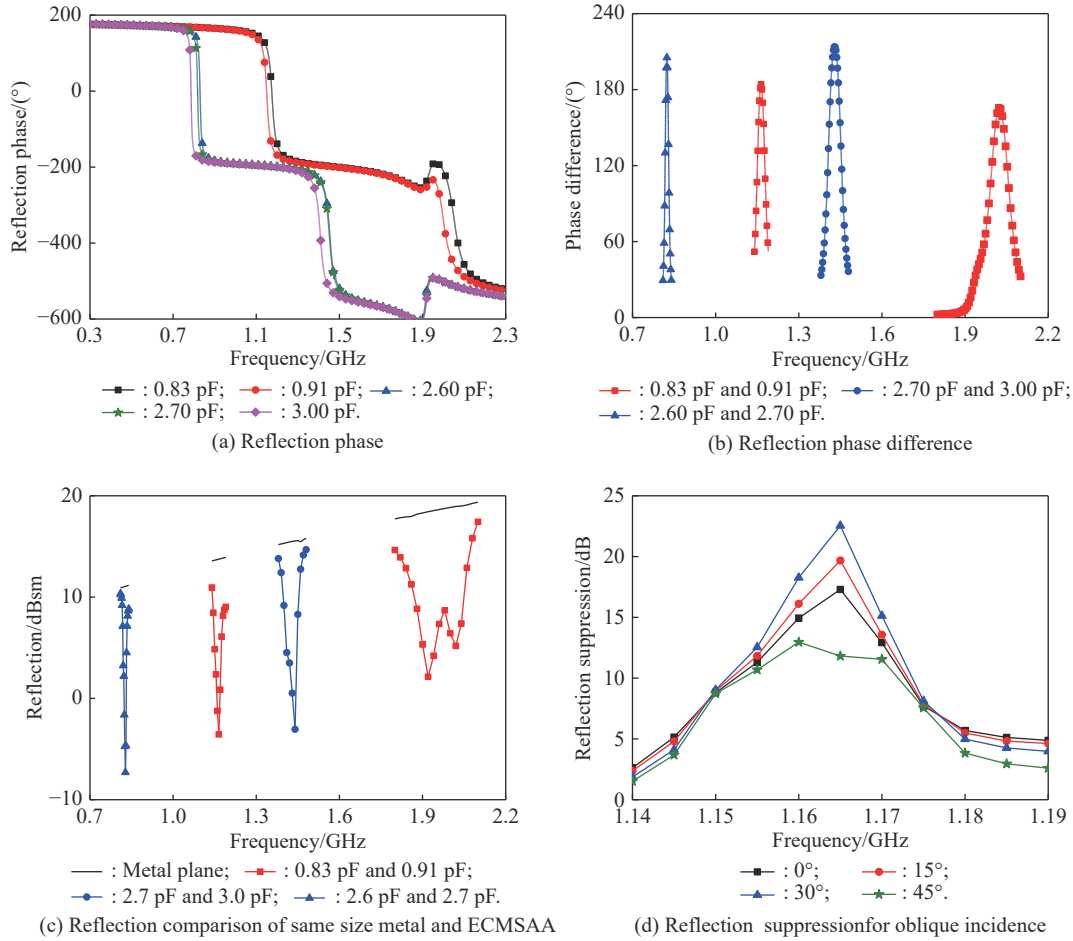 200
0
−200
−400
−600
Reflection phase/(°)
0.3 0.7 1.1 1.5 1.9 2.3
Frequency/GHz
: 0.83 pF; : 0.91 pF; : 2.60 pF;
: 2.70 pF; : 3.00 pF.
(a) Reflection phase
240
180
120
60
0
Phase difference/(°)
0.7 1.0 1.3 1.6 1.9 2.2
Frequency/GHz
: 0.83 pF and 0.91 pF; : 2.70 pF and 3.00 pF;
: 2.60 pF and 2.70 pF.
(b) Reflection phase difference
20
10
0
−10
Reflection/dBsm
0.7 1.0 1.3 1.6 1.9 2.2
Frequency/GHz
: Metal plane; : 0.83 pF and 0.91 pF;
: 2.7 pF and 3.0 pF; : 2.6 pF and 2.7 pF.
(c) Reflection comparison of same size metal and ECMSAA
25
20
15
10
5
0
Reflection suppression/dB
1.14 1.15 1.16 1.17 1.18 1.19
Frequency/GHz
: 0°; : 15°;
: 30°; : 45°.
(d) Reflection suppressionfor oblique incidence